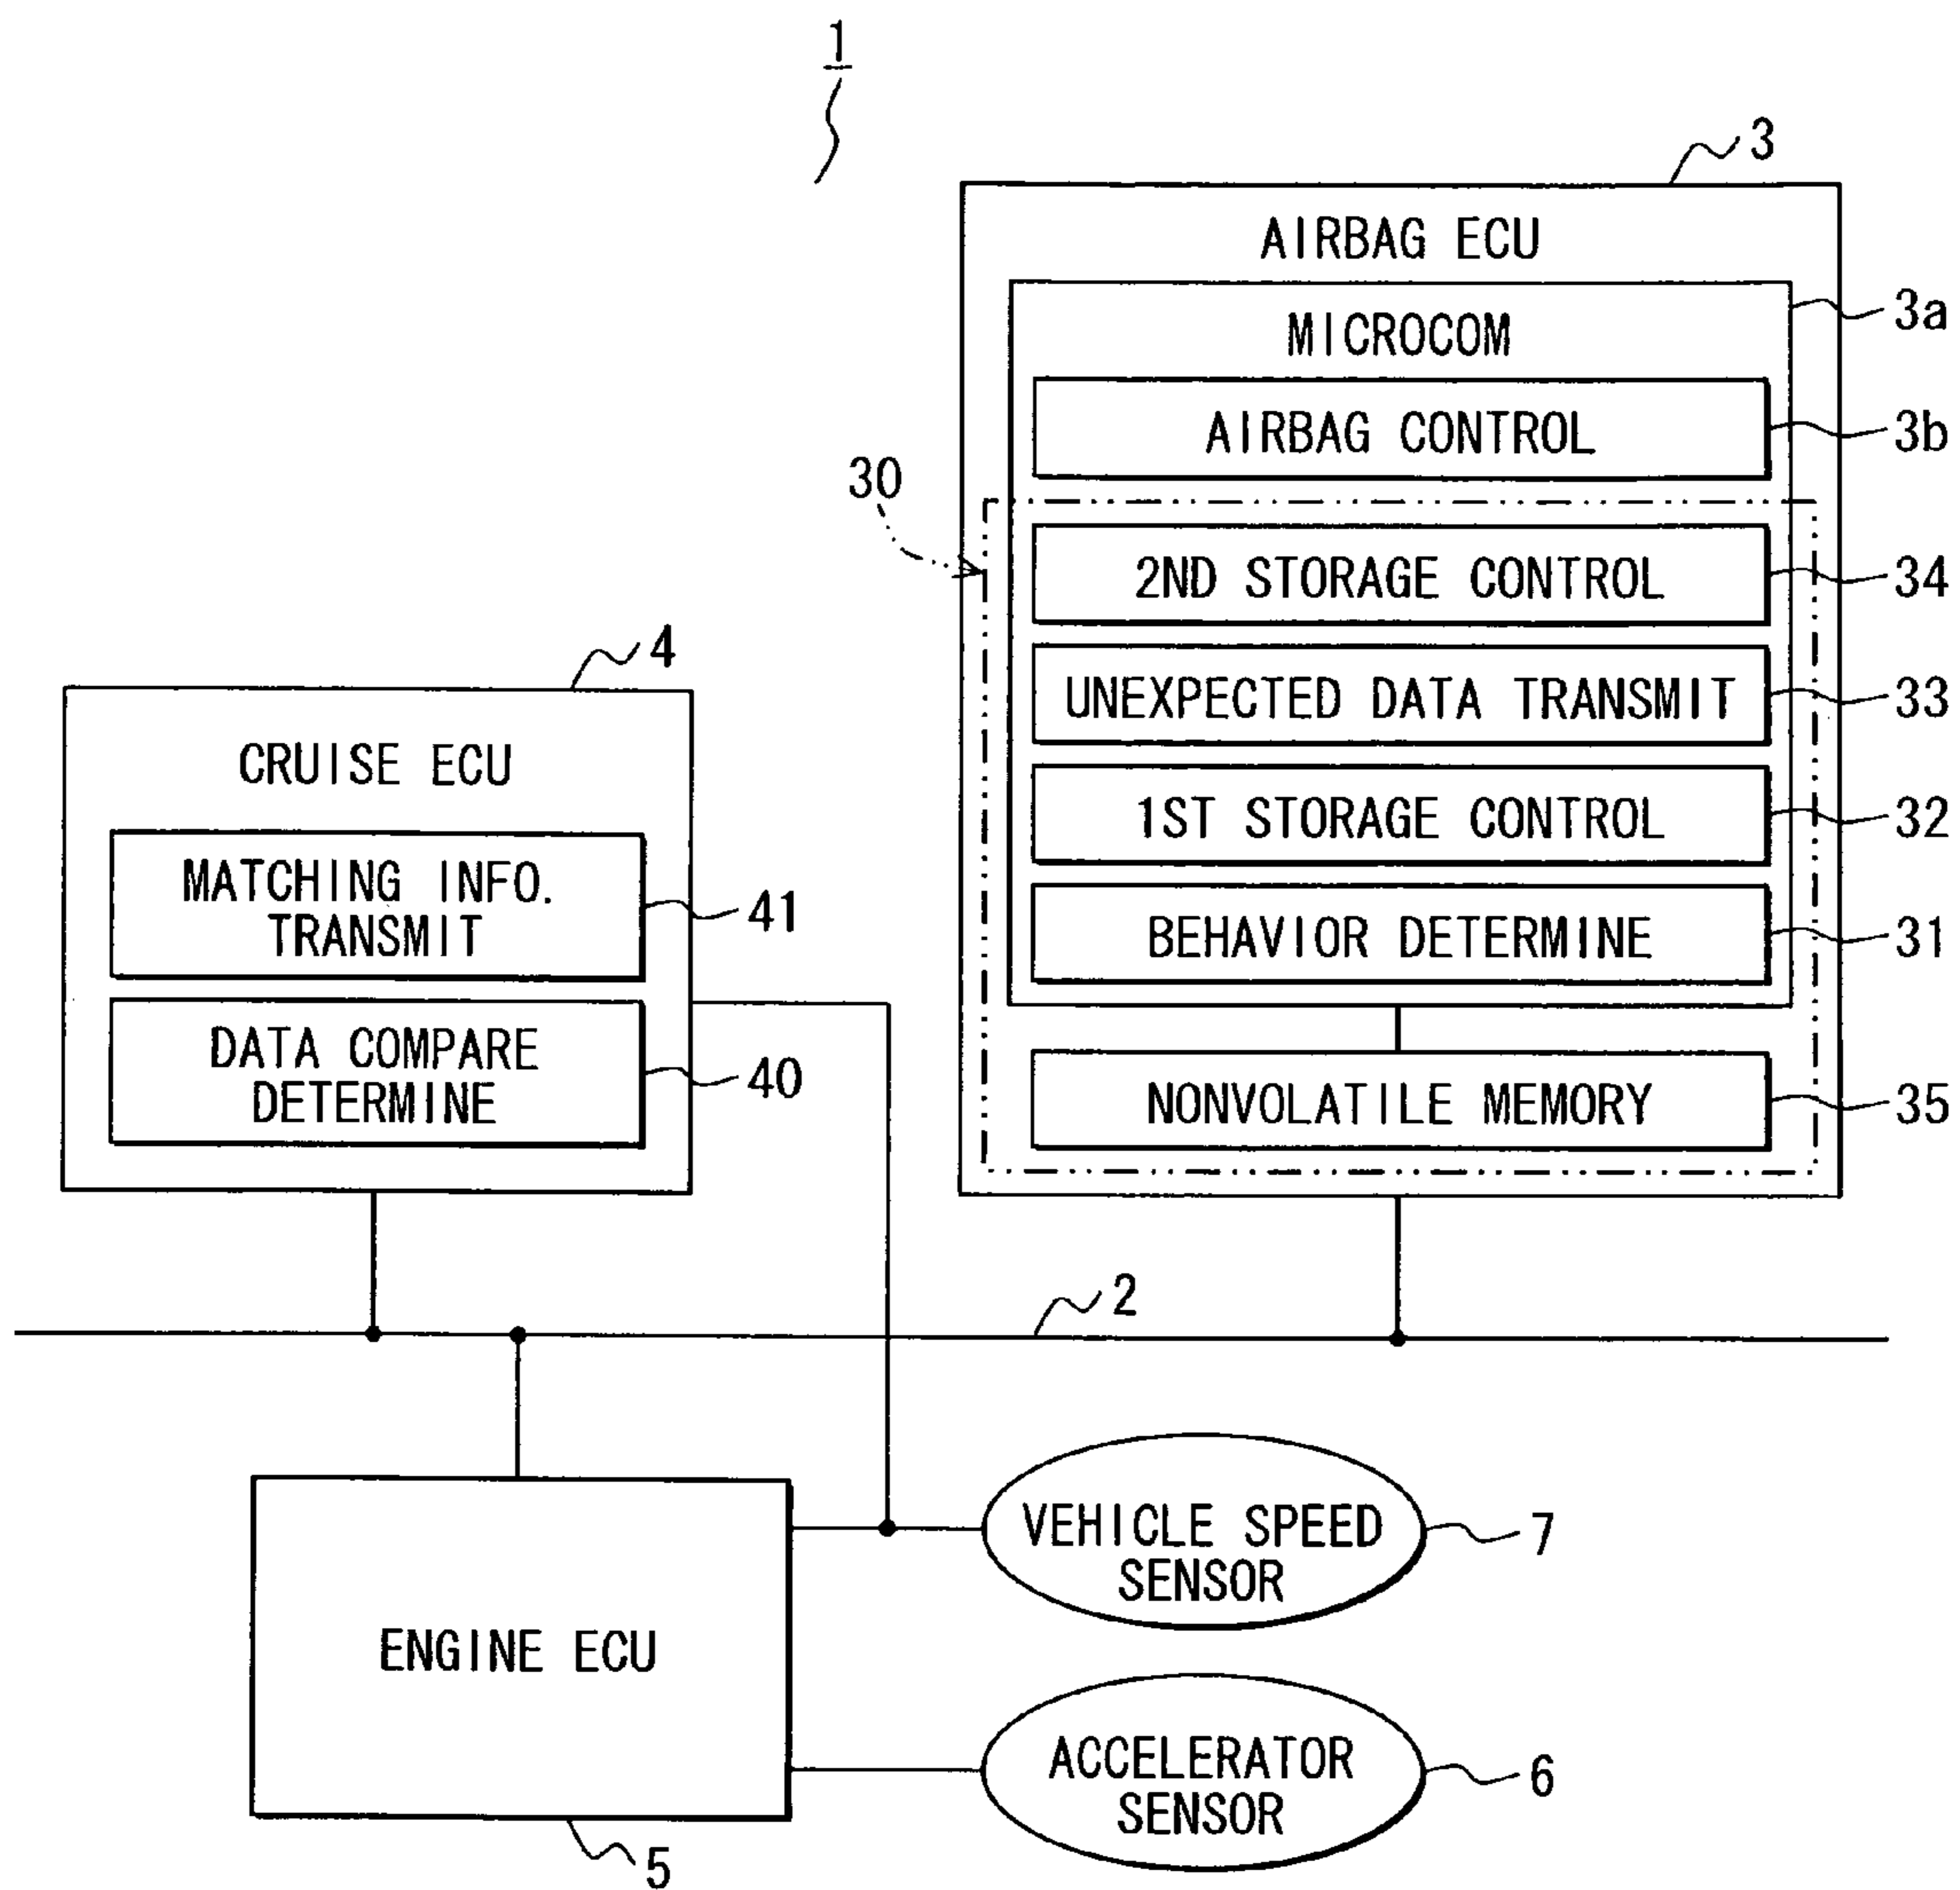 1
3
AIRBAG ECU
3a
MICROCOM
AIRBAG CONTROL
3b
30
2ND STORAGE CONTROL
34
4
UNEXPECTED DATA TRANSMIT
33
CRUISE ECU
1ST STORAGE CONTROL
32
MATCHING INFO.
TRANSMIT
41
BEHAVIOR DETERMINE
31
DATA COMPARE
DETERMINE
40
NONVOLATILE MEMORY
35
2
VEHICLE SPEED
SENSOR
7
ENGINE ECU
ACCELERATOR
SENSOR
6
5